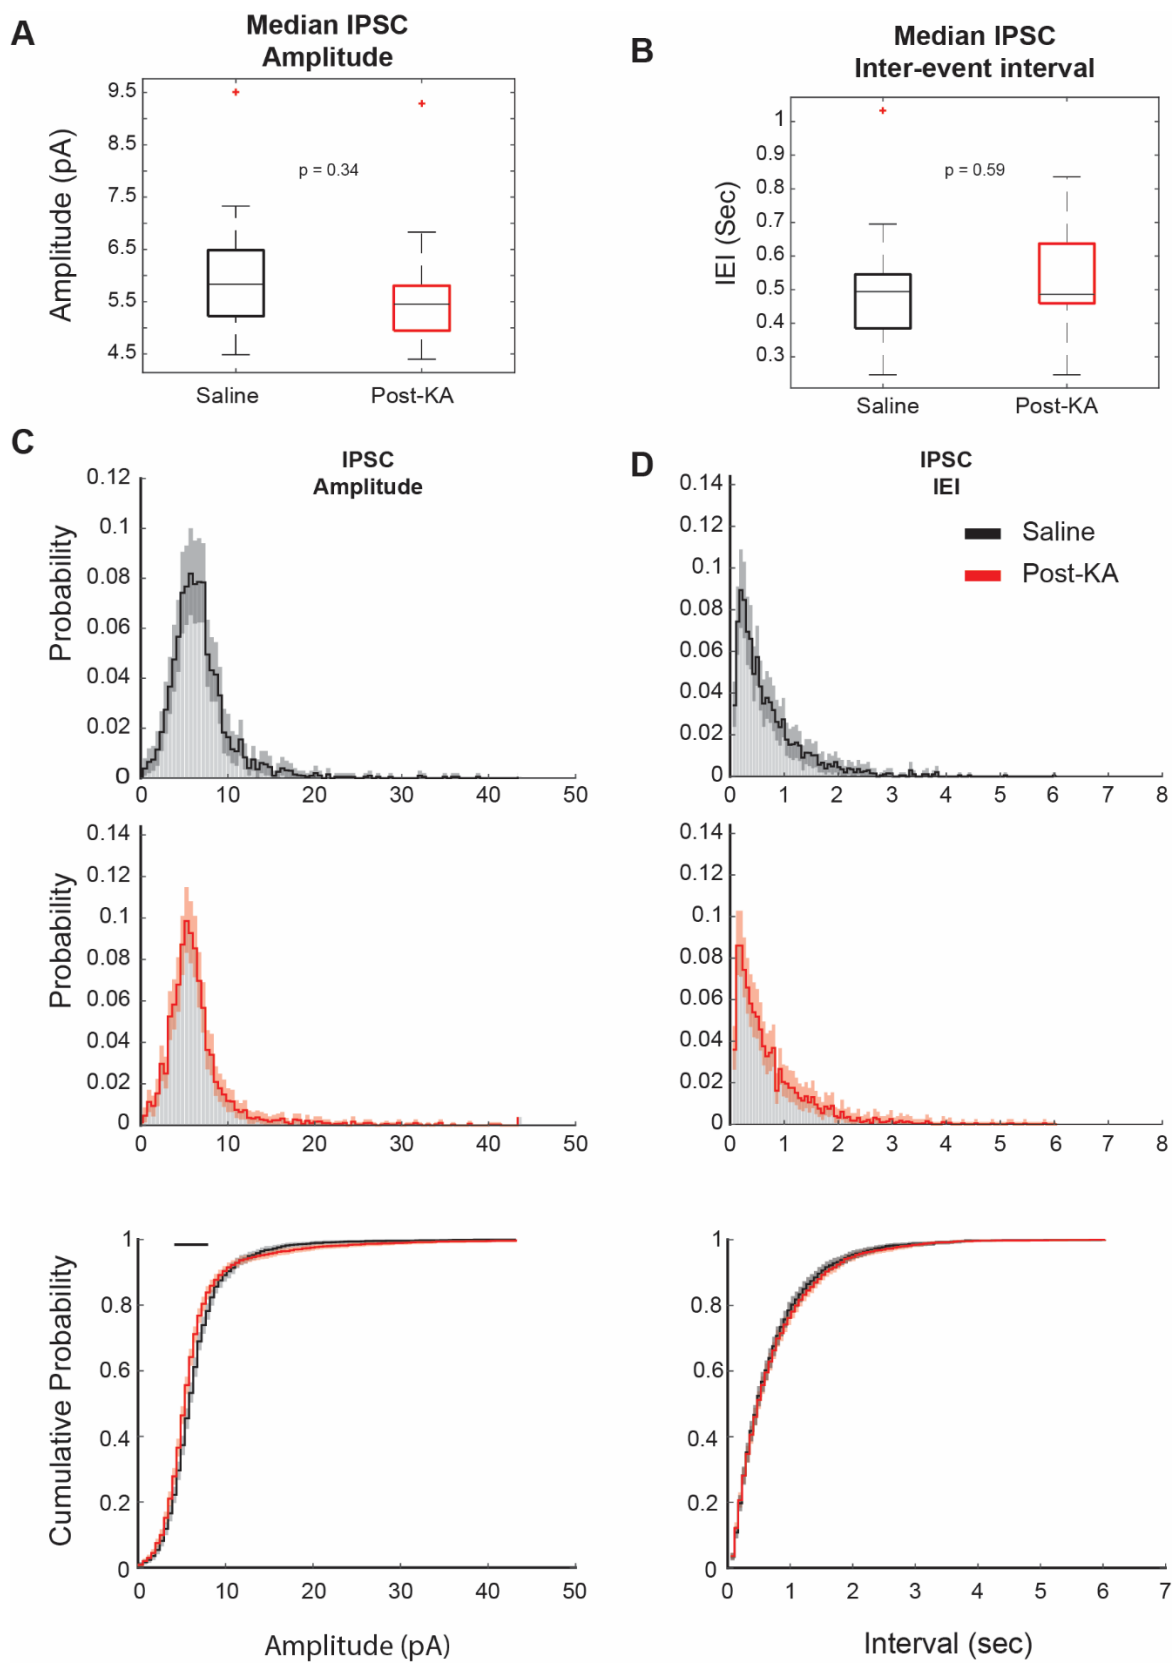 A
Median IPSC
Amplitude
Amplitude (pA)
9.5
8.5
7.5
6.5
5.5
4.5
p = 0.34
Saline
Post-KA
B
Median IPSC
Inter-event interval
IEI (Sec)
1
0.9
0.8
0.7
0.6
0.5
0.4
0.3
p = 0.59
Saline
Post-KA
C
IPSC
Amplitude
Probability
0.12
0.1
0.08
0.06
0.04
0.02
0
0 10 20 30 40 50
Probability
0.14
0.12
0.1
0.08
0.06
0.04
0.02
0
0 10 20 30 40 50
Cumulative Probability
1
0.8
0.6
0.4
0.2
0
0 10 20 30 40 50
Amplitude (pA)
D
IPSC
IEI
Saline
Post-KA
0.14
0.12
0.1
0.08
0.06
0.04
0.02
0
0 1 2 3 4 5 6 7 8
0.14
0.12
0.1
0.08
0.06
0.04
0.02
0
0 1 2 3 4 5 6 7 8
1
0.8
0.6
0.4
0.2
0
0 1 2 3 4 5 6 7
Interval (sec)